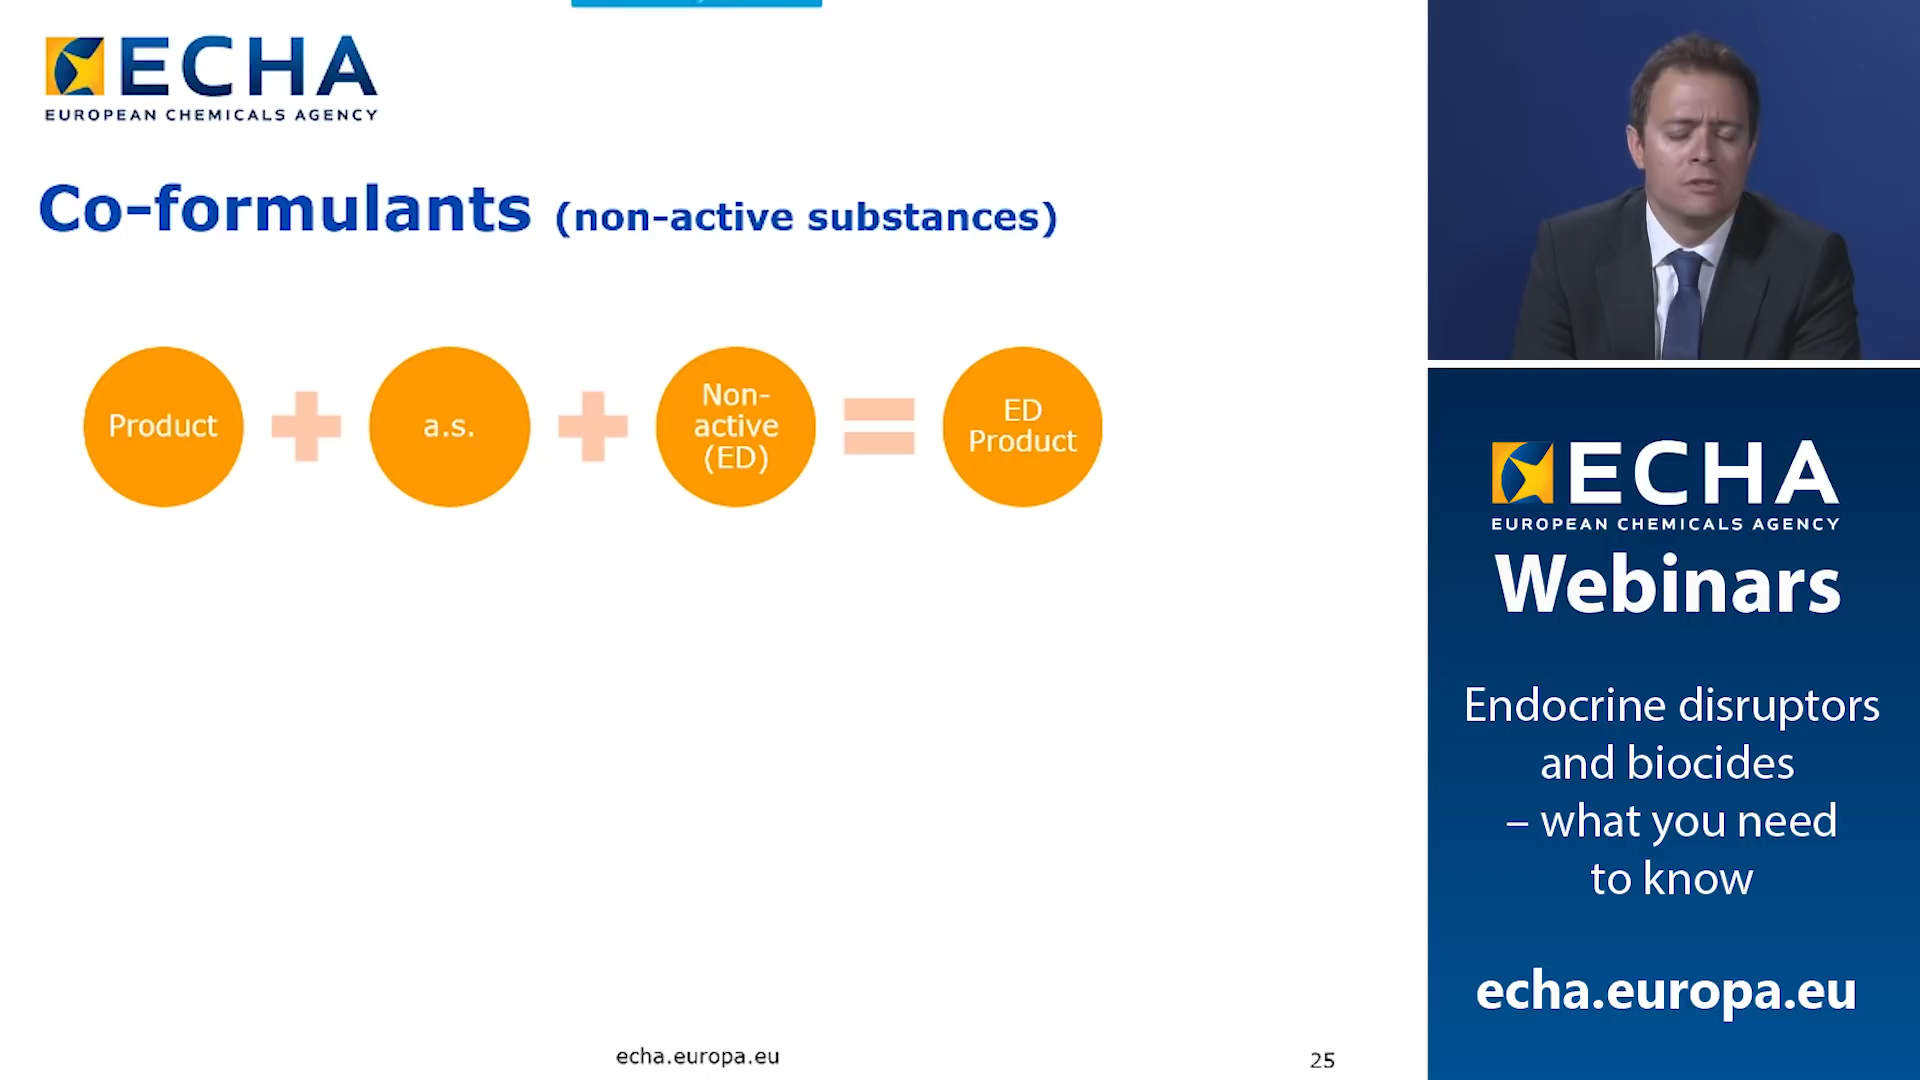 ECHA
EUROPEAN CHEMICALS AGENCY
Co-formulants (non-active substances)
Product
a.s.
Non-
active
(ED)
ED
Product
echa.europa.eu
25
ECHA
EUROPEAN CHEMICALS AGENCY
Webinars
Endocrine disruptors
and biocides
– what you need
to know
echa.europa.eu